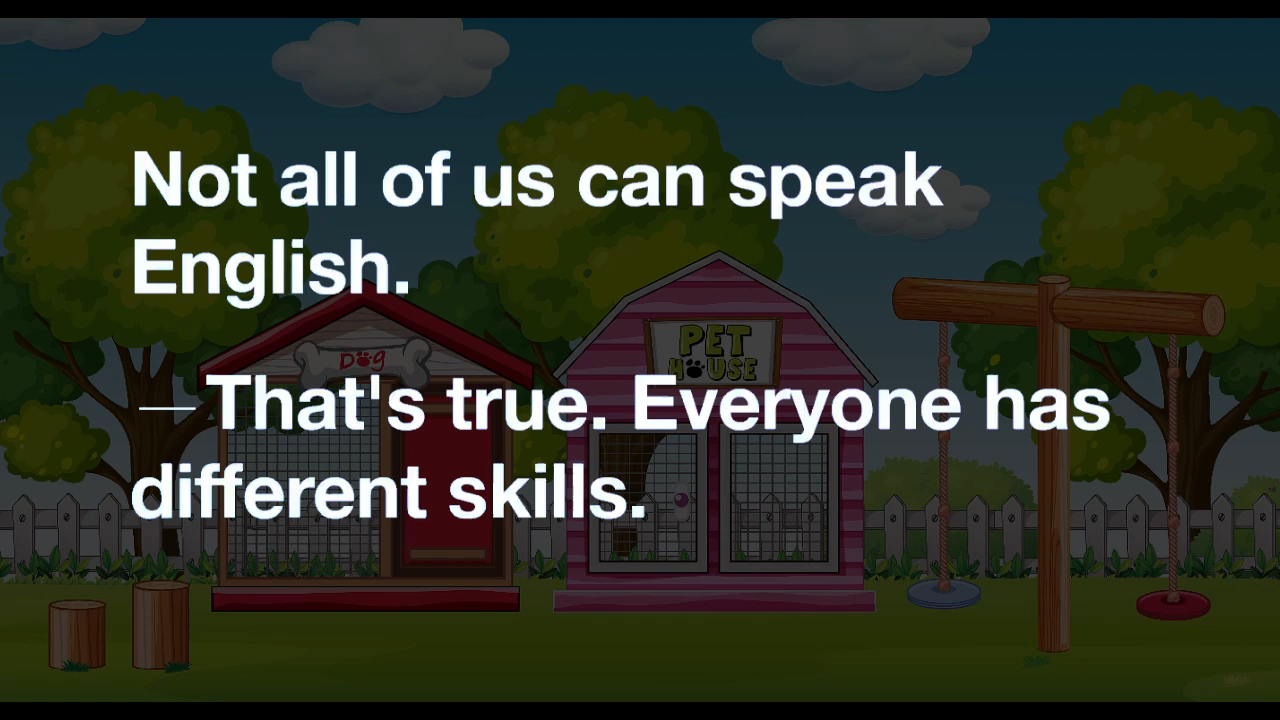 Not all of us can speak
English.
—That's true. Everyone has
different skills.
Dog
PET
HOUSE